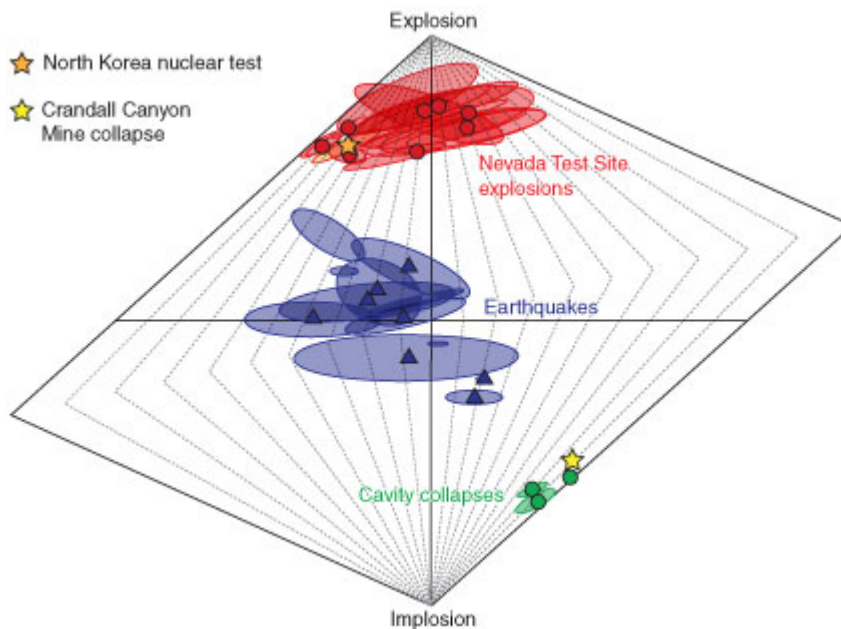 Explosion
North Korea nuclear test
Crandall Canyon
Mine collapse
Nevada Test Site
explosions
Earthquakes
Cavity collapses
Implosion